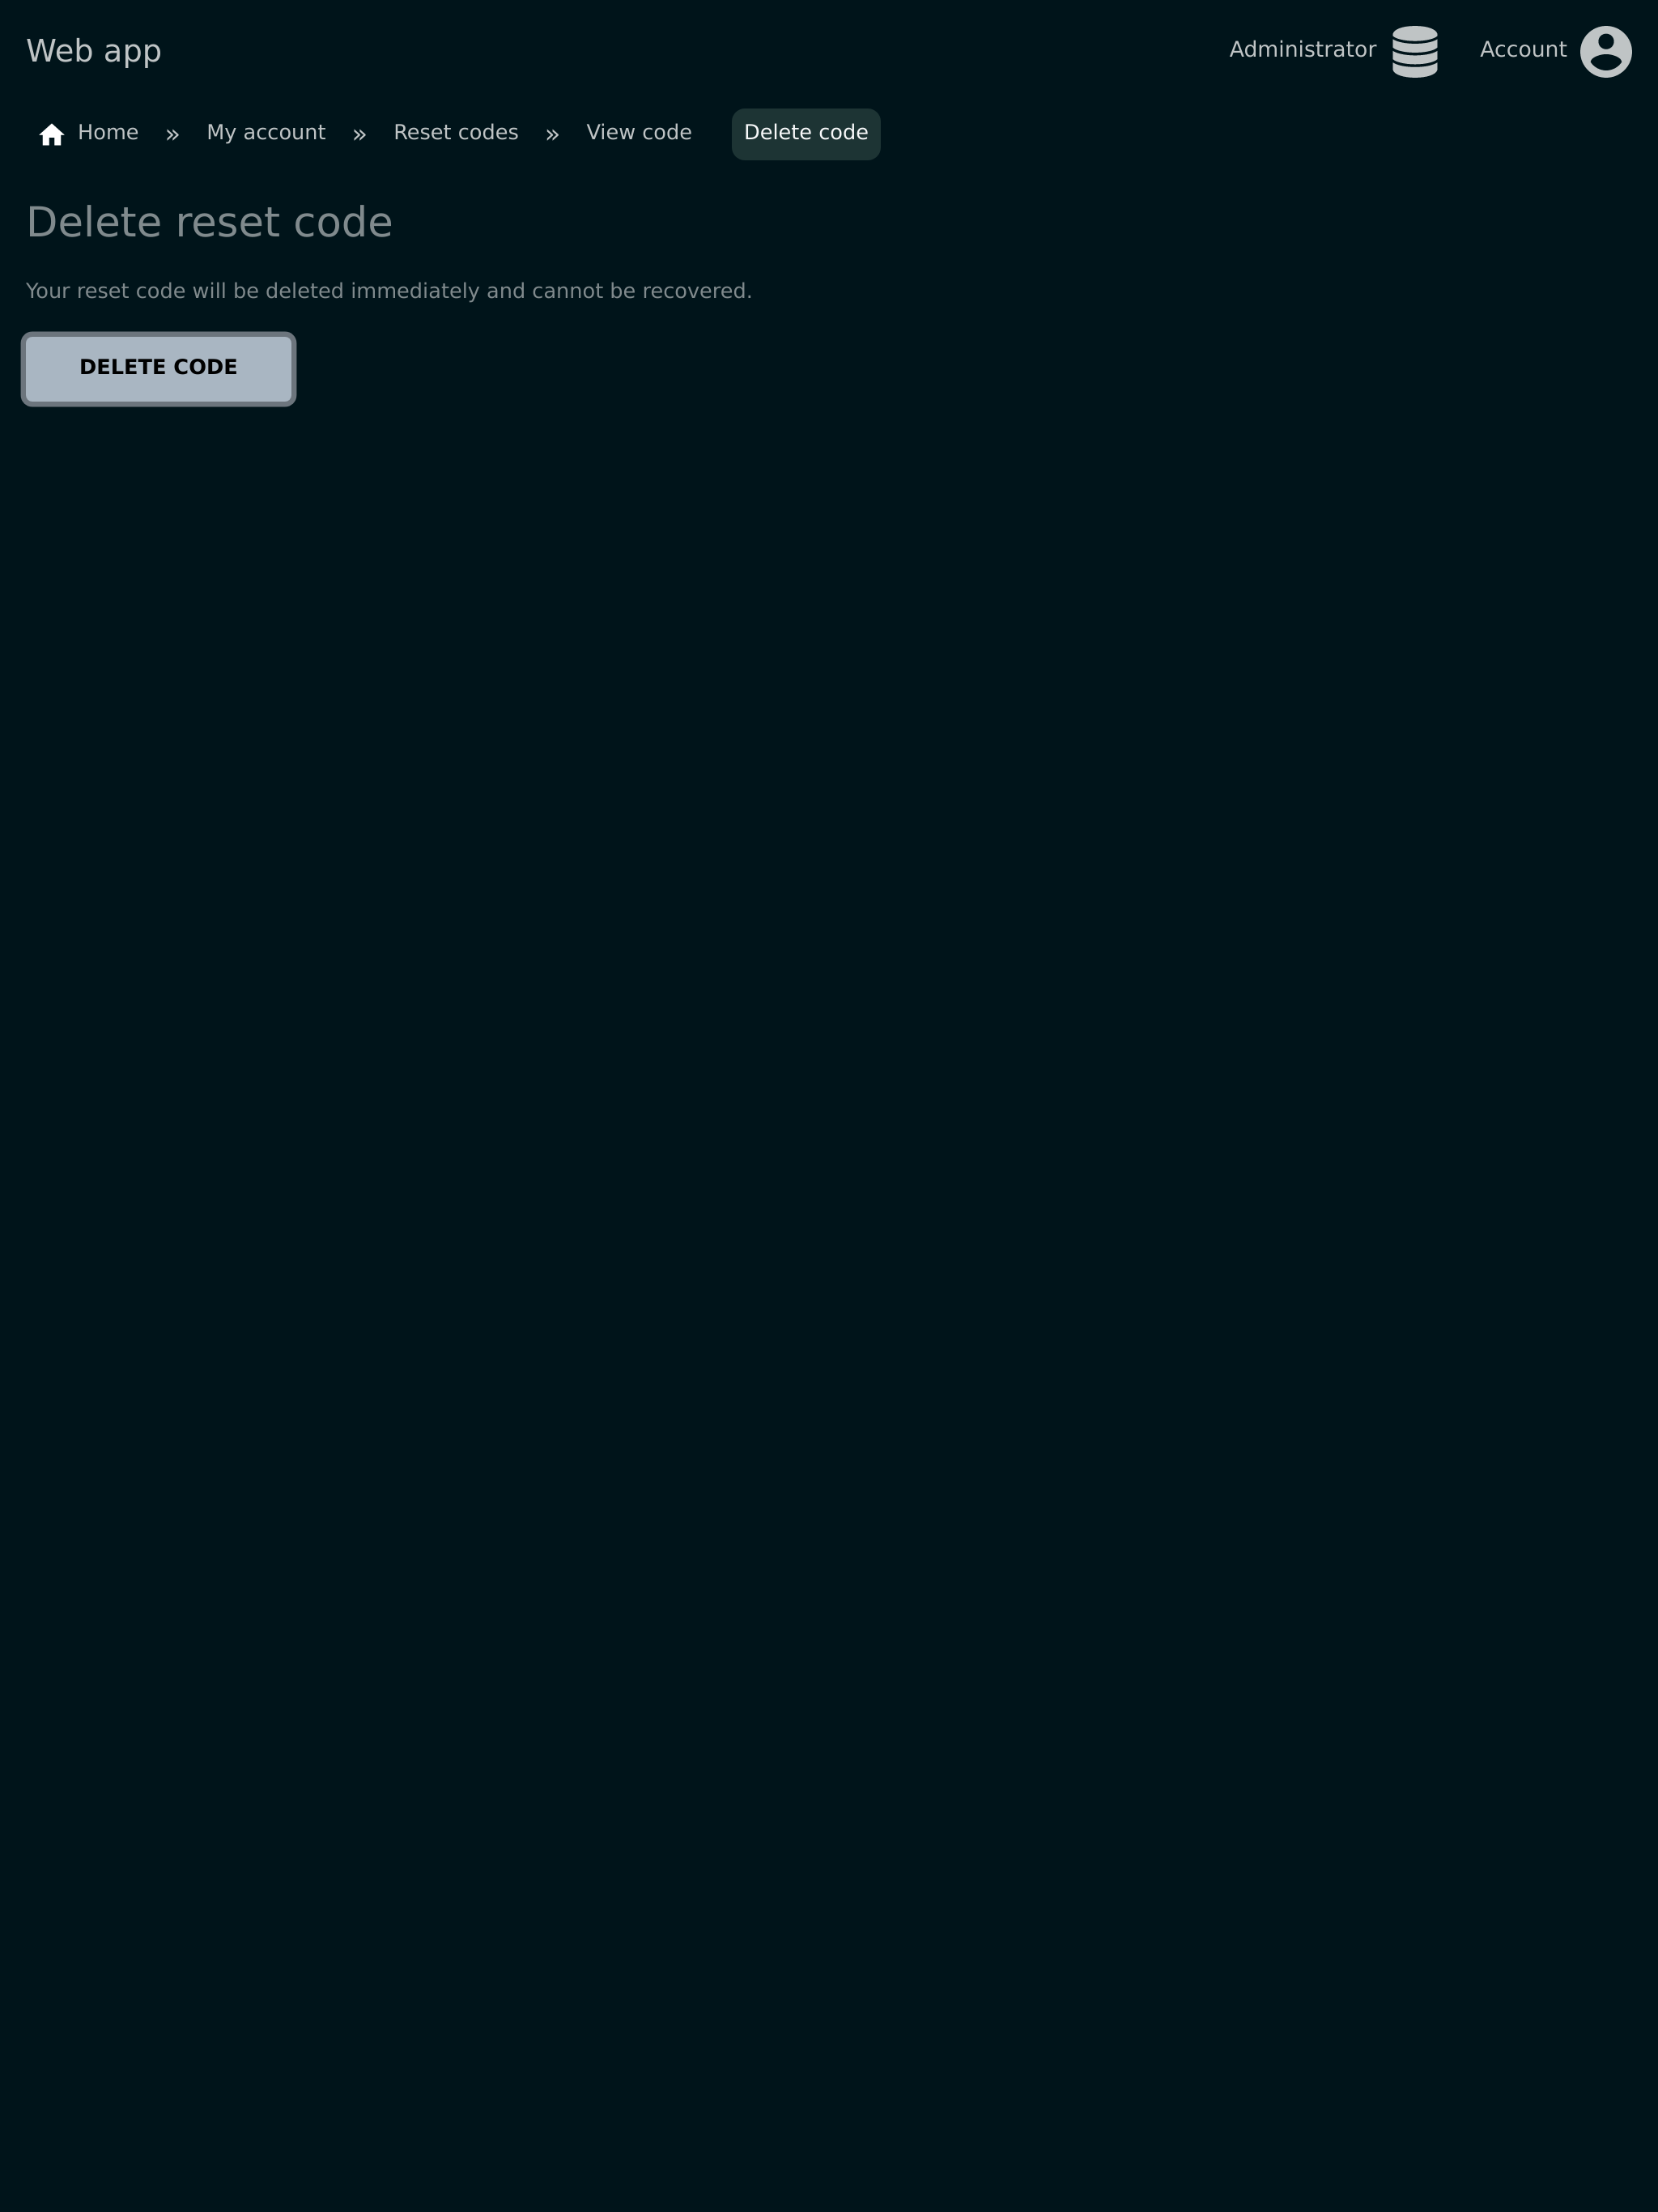 Web app
Administrator
Account
Home » My account » Reset codes » View code Delete code
Delete reset code
Your reset code will be deleted immediately and cannot be recovered.
DELETE CODE